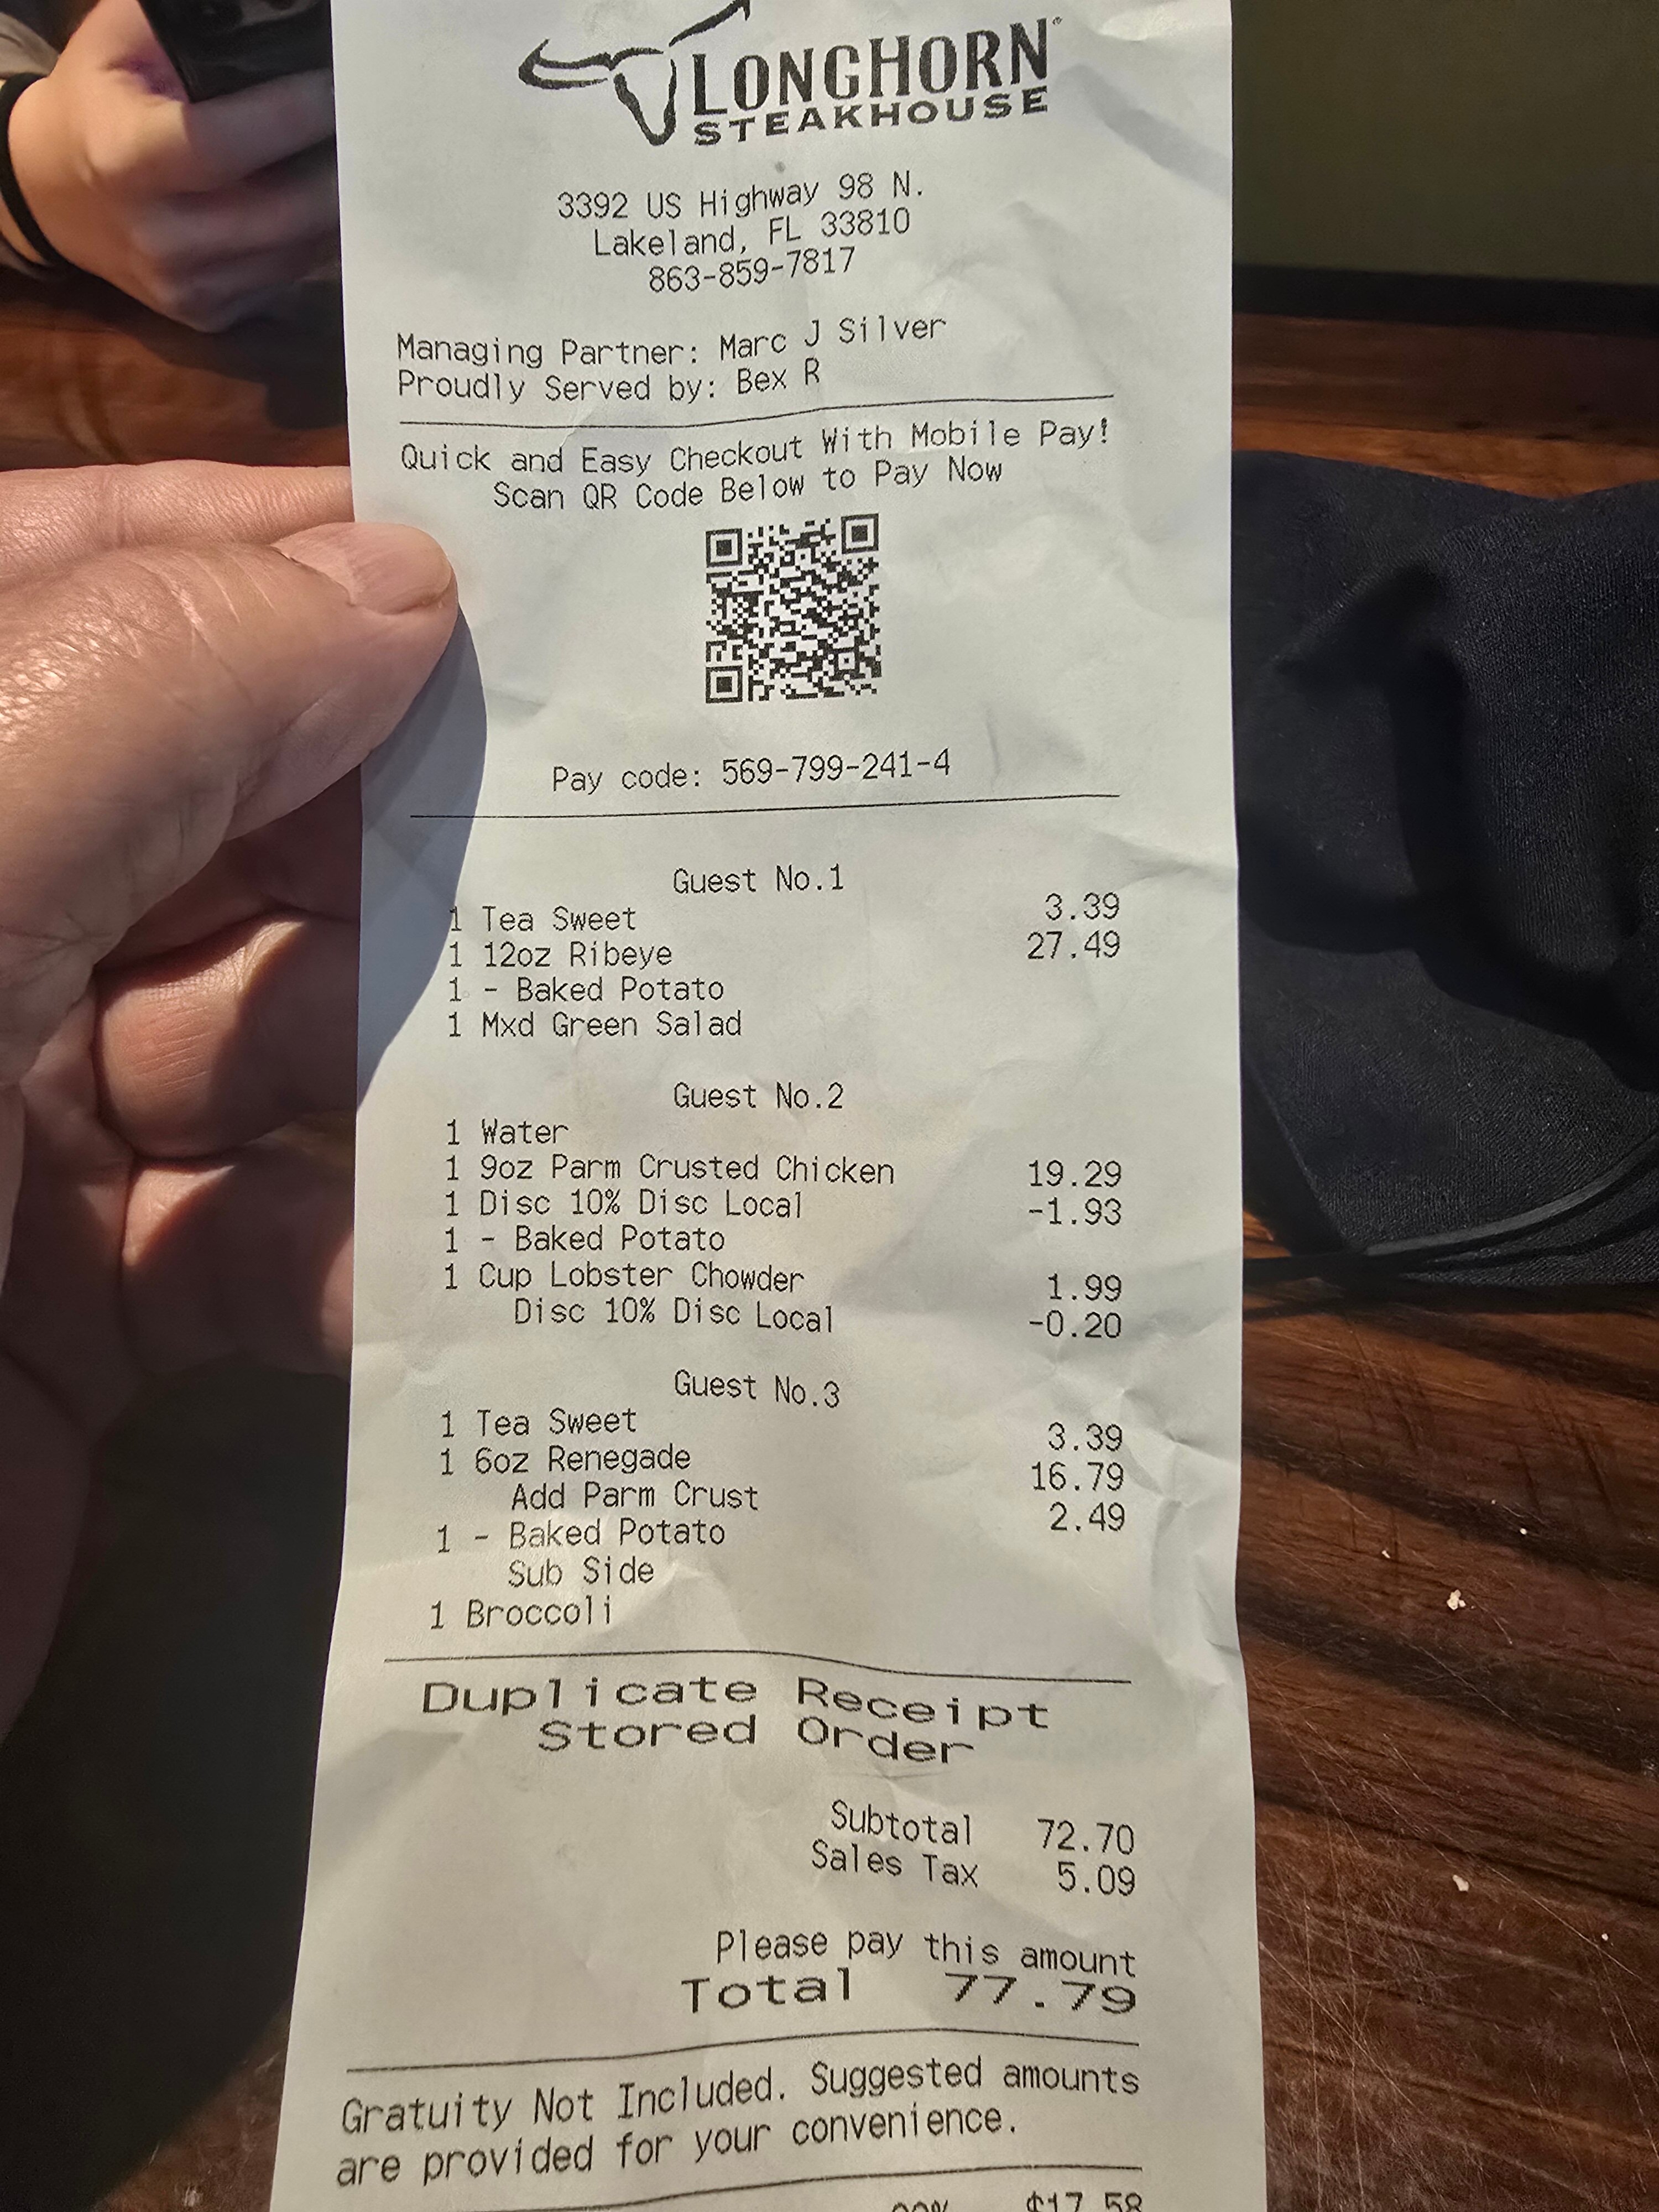 LONGHORN®
STEAKHOUSE
3392 US Highway 98 N.
Lakeland, FL 33810
863-859-7817
Managing Partner: Marc J Silver
Proudly Served by: Bex R
Quick and Easy Checkout With Mobile Pay!
Scan QR Code Below to Pay Now
Pay code: 569-799-241-4
Guest No.1
1 Tea Sweet 3.39
1 12oz Ribeye 27.49
1 - Baked Potato
1 Mxd Green Salad
Guest No.2
1 Water
1 9oz Parm Crusted Chicken 19.29
1 Disc 10% Disc Local -1.93
1 - Baked Potato
1 Cup Lobster Chowder 1.99
Disc 10% Disc Local -0.20
Guest No.3
1 Tea Sweet 3.39
1 6oz Renegade 16.79
Add Parm Crust 2.49
1 - Baked Potato
Sub Side
1 Broccoli
Duplicate Receipt
Stored Order
Subtotal 72.70
Sales Tax 5.09
Please pay this amount
Total 77.79
Gratuity Not Included. Suggested amounts
are provided for your convenience.
$17.58